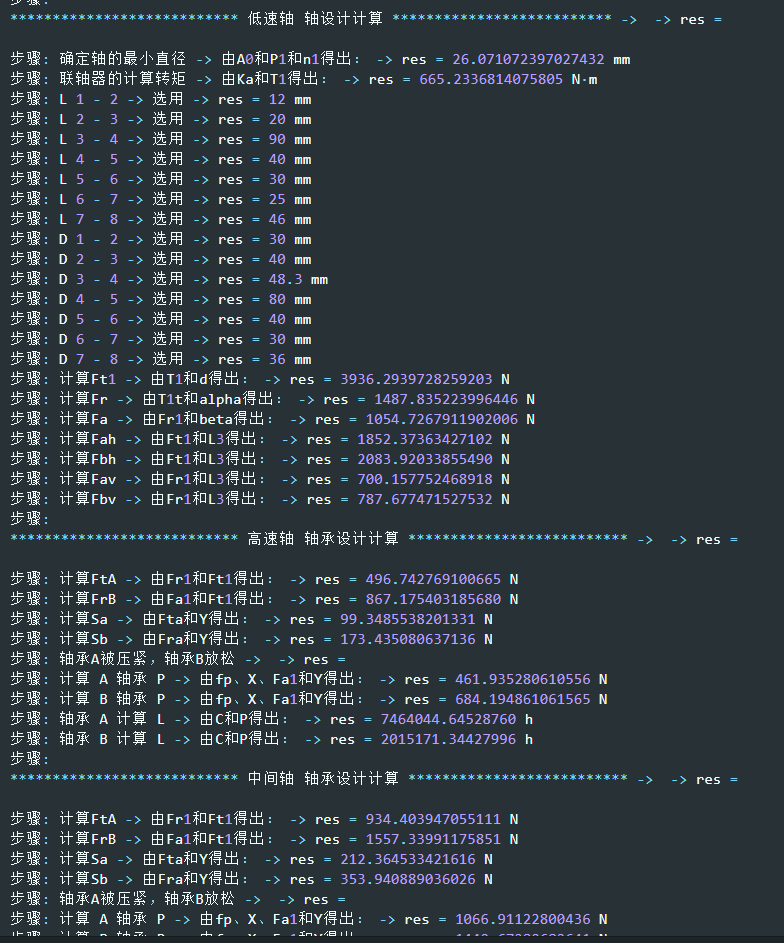 步骤:
*************************** 低速轴 轴设计计算 ************************** ->  -> res =
步骤: 确定轴的最小直径 -> 由A0和P1和n1得出: -> res = 26.071072397027432 mm
步骤: 联轴器的计算转矩 -> 由Ka和T1得出: -> res = 665.2336814075805 N·m
步骤: L 1 - 2 -> 选用 -> res = 12 mm
步骤: L 2 - 3 -> 选用 -> res = 20 mm
步骤: L 3 - 4 -> 选用 -> res = 90 mm
步骤: L 4 - 5 -> 选用 -> res = 40 mm
步骤: L 5 - 6 -> 选用 -> res = 30 mm
步骤: L 6 - 7 -> 选用 -> res = 25 mm
步骤: L 7 - 8 -> 选用 -> res = 46 mm
步骤: D 1 - 2 -> 选用 -> res = 30 mm
步骤: D 2 - 3 -> 选用 -> res = 40 mm
步骤: D 3 - 4 -> 选用 -> res = 48.3 mm
步骤: D 4 - 5 -> 选用 -> res = 80 mm
步骤: D 5 - 6 -> 选用 -> res = 40 mm
步骤: D 6 - 7 -> 选用 -> res = 30 mm
步骤: D 7 - 8 -> 选用 -> res = 36 mm
步骤: 计算Ft1 -> 由T1和d得出: -> res = 3936.2939728259203 N
步骤: 计算Fr -> 由T1t和alpha得出: -> res = 1487.835223996446 N
步骤: 计算Fa -> 由Fr1和beta得出: -> res = 1054.7267911902006 N
步骤: 计算Fah -> 由Ft1和L3得出: -> res = 1852.37363427102 N
步骤: 计算Fbh -> 由Ft1和L3得出: -> res = 2083.92033855490 N
步骤: 计算Fav -> 由Fr1和L3得出: -> res = 700.157752468918 N
步骤: 计算Fbv -> 由Fr1和L3得出: -> res = 787.677471527532 N
步骤:
*************************** 高速轴 轴承设计计算 ************************** ->  -> res =
步骤: 计算FtA -> 由Fr1和Ft1得出: -> res = 496.742769100665 N
步骤: 计算FrB -> 由Fa1和Ft1得出: -> res = 867.175403185680 N
步骤: 计算Sa -> 由Fta和Y得出: -> res = 99.3485538201331 N
步骤: 计算Sb -> 由Fra和Y得出: -> res = 173.435080637136 N
步骤: 轴承A被压紧，轴承B放松 ->  -> res =
步骤: 计算 A 轴承 P -> 由fp、X、Fa1和Y得出: -> res = 461.935280610556 N
步骤: 计算 B 轴承 P -> 由fp、X、Fa1和Y得出: -> res = 684.194861061565 N
步骤: 轴承 A 计算 L -> 由C和P得出: -> res = 7464044.64528760 h
步骤: 轴承 B 计算 L -> 由C和P得出: -> res = 2015171.34427996 h
步骤:
*************************** 中间轴 轴承设计计算 ************************** ->  -> res =
步骤: 计算FtA -> 由Fr1和Ft1得出: -> res = 934.403947055111 N
步骤: 计算FrB -> 由Fa1和Ft1得出: -> res = 1557.33991175851 N
步骤: 计算Sa -> 由Fta和Y得出: -> res = 212.364533421616 N
步骤: 计算Sb -> 由Fra和Y得出: -> res = 353.940889036026 N
步骤: 轴承A被压紧，轴承B放松 ->  -> res =
步骤: 计算 A 轴承 P -> 由fp、X、Fa1和Y得出: -> res = 1066.91122800436 N